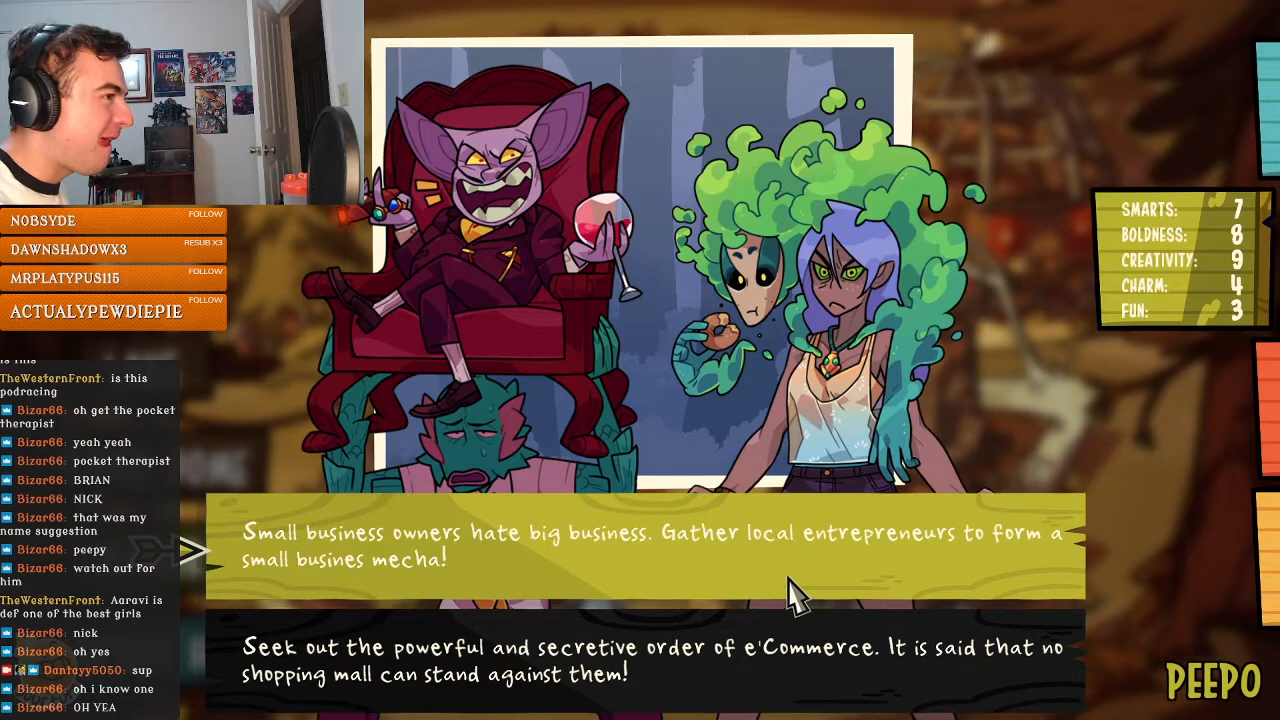 NOBSYDE
FOLLOW
DAWNSHADOWX3
RESUB X3
MRPLATYPUS115
FOLLOW
ACTUALYPEWDIEPIE
FOLLOW
is this
TheWesternFront: is this
podracing
Bizar66: oh get the pocket
therapist
Bizar66: yeah yeah
Bizar66: pocket therapist
Bizar66: BRIAN
Bizar66: NICK
Bizar66: that was my
name suggestion
Bizar66: peepy
Bizar66: watch out for
him
TheWesternFront: Aaravi is
def one of the best girls
Bizar66: nick
Bizar66: oh yes
Dantayy5050: sup
Bizar66: oh i know one
Bizar66: OH YEA
SMARTS: 7
BOLDNESS: 8
CREATIVITY: 9
CHARM: 4
FUN: 3
Small business owners hate big business. Gather local entrepreneurs to form a
small busines mecha!
Seek out the powerful and secretive order of e'Commerce. It is said that no
shopping mall can stand against them!
PEEPO